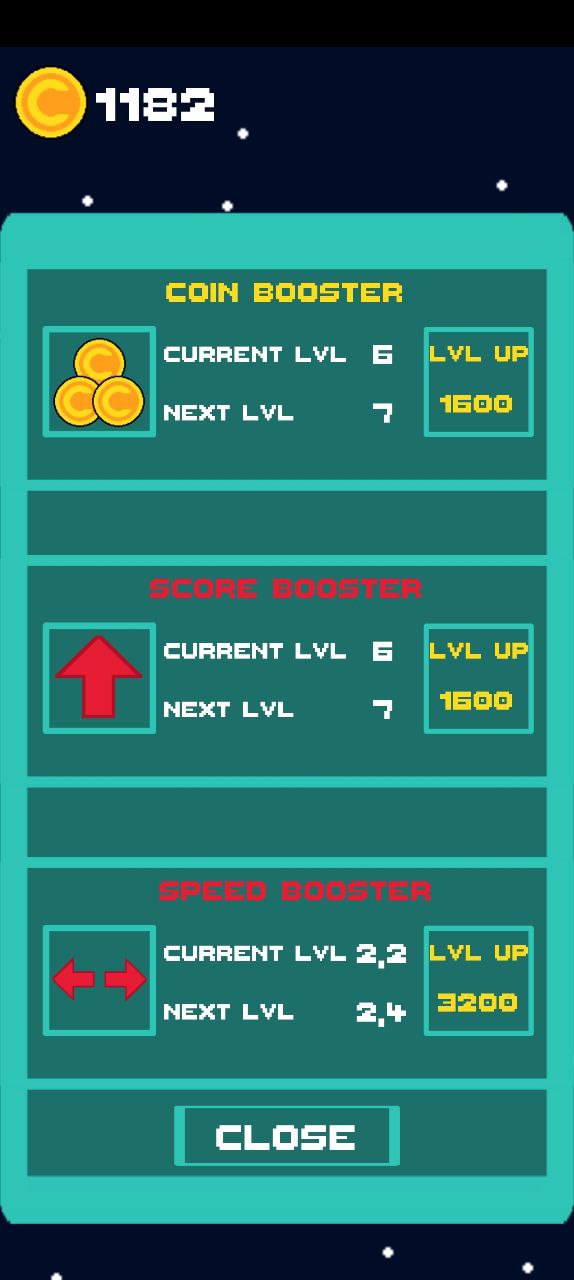 1182
COIN BOOSTER
CURRENT LVL 6
NEXT LVL 7
LVL UP
1600
SCORE BOOSTER
CURRENT LVL 6
NEXT LVL 7
LVL UP
1600
SPEED BOOSTER
CURRENT LVL 2,2
NEXT LVL 2,4
LVL UP
3200
CLOSE